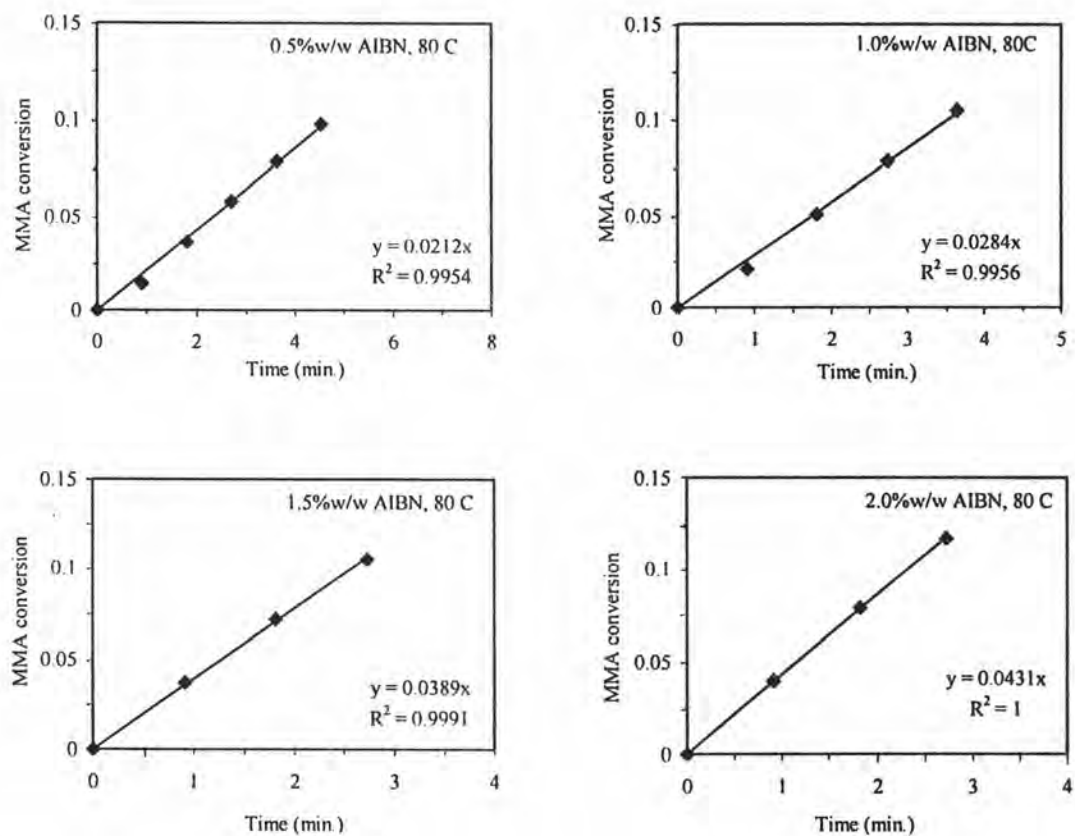 0.15
0.5%w/w AIBN, 80 C
0.1
MMA conversion
0.05
y = 0.0212x
R² = 0.9954
0
0 2 4 6 8
Time (min.)
0.15
1.0%w/w AIBN, 80C
0.1
MMA conversion
0.05
y = 0.0284x
R² = 0.9956
0
0 1 2 3 4 5
Time (min.)
0.15
1.5%w/w AIBN, 80 C
0.1
MMA conversion
0.05
y = 0.0389x
R² = 0.9991
0
0 1 2 3 4
Time (min.)
0.15
2.0%w/w AIBN, 80 C
0.1
MMA conversion
0.05
y = 0.0431x
R² = 1
0
0 1 2 3 4
Time (min.)